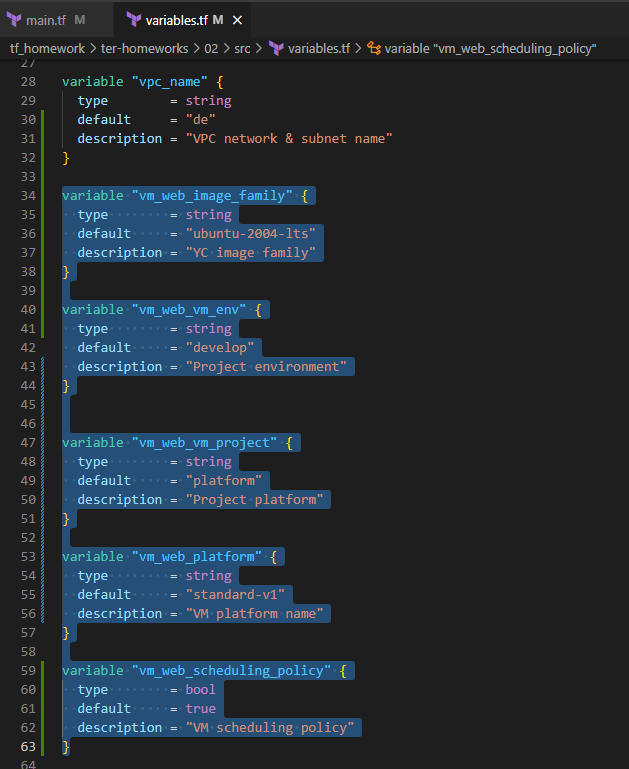 main.tf M
variables.tf M ×
tf_homework > ter-homeworks > 02 > src > variables.tf > variable "vm_web_scheduling_policy"
27
28 variable "vpc_name" {
29   type        = string
30   default     = "de"
31   description = "VPC network & subnet name"
32 }
33
34 variable "vm_web_image_family" {
35   type        = string
36   default     = "ubuntu-2004-lts"
37   description = "YC image family"
38 }
39
40 variable "vm_web_vm_env" {
41   type        = string
42   default     = "develop"
43   description = "Project environment"
44 }
45
46
47 variable "vm_web_vm_project" {
48   type        = string
49   default     = "platform"
50   description = "Project platform"
51 }
52
53 variable "vm_web_platform" {
54   type        = string
55   default     = "standard-v1"
56   description = "VM platform name"
57 }
58
59 variable "vm_web_scheduling_policy" {
60   type        = bool
61   default     = true
62   description = "VM scheduling policy"
63 }
64